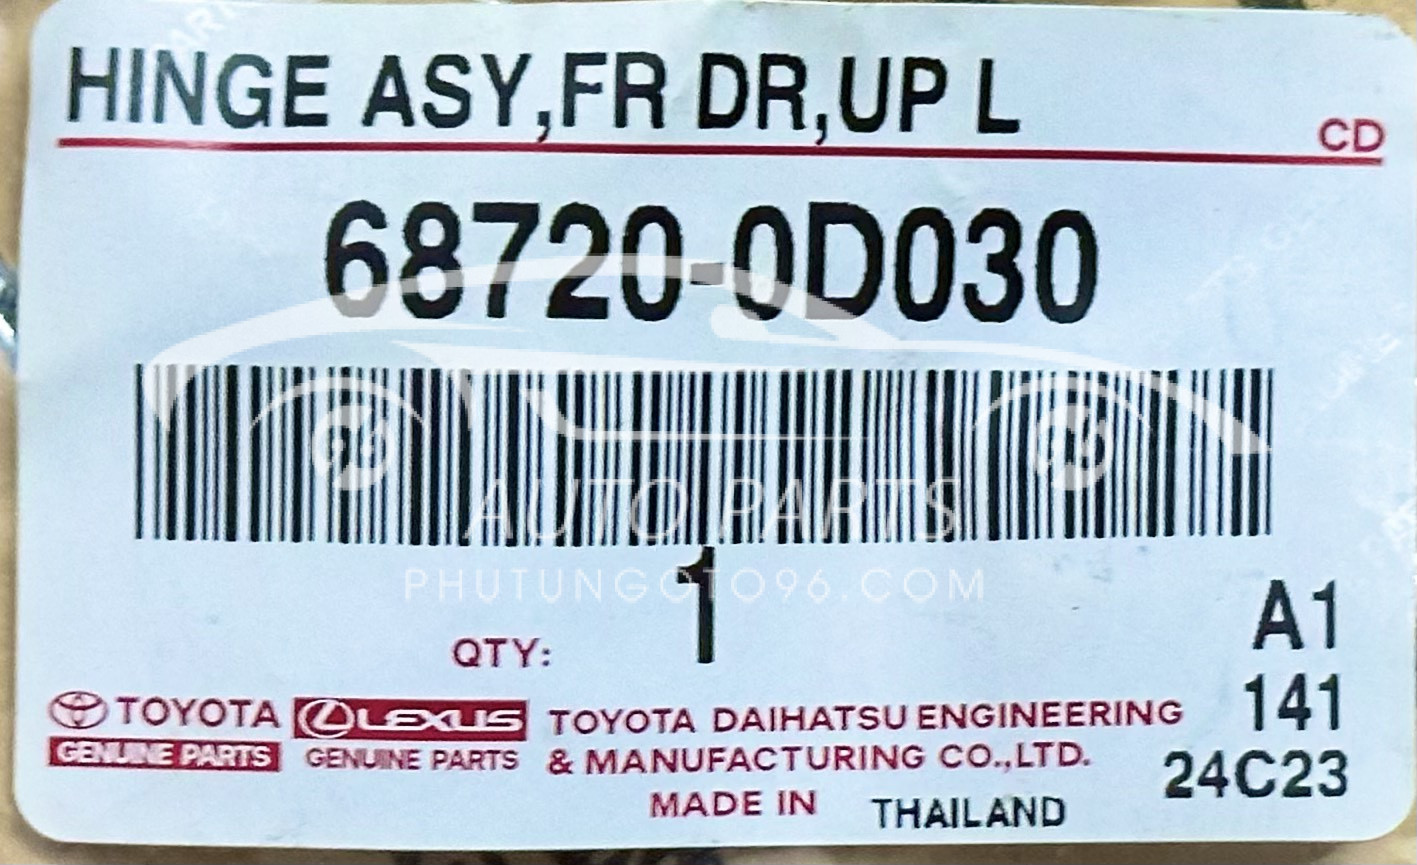 HINGE ASY,FR DR,UP L
CD
68720-0D030
AUTO PARTS
PHUTUNGOTO96.COM
QTY: 1
A1
141
24C23
TOYOTA
GENUINE PARTS
LEXUS
GENUINE PARTS
TOYOTA DAIHATSU ENGINEERING
& MANUFACTURING CO.,LTD.
MADE IN THAILAND